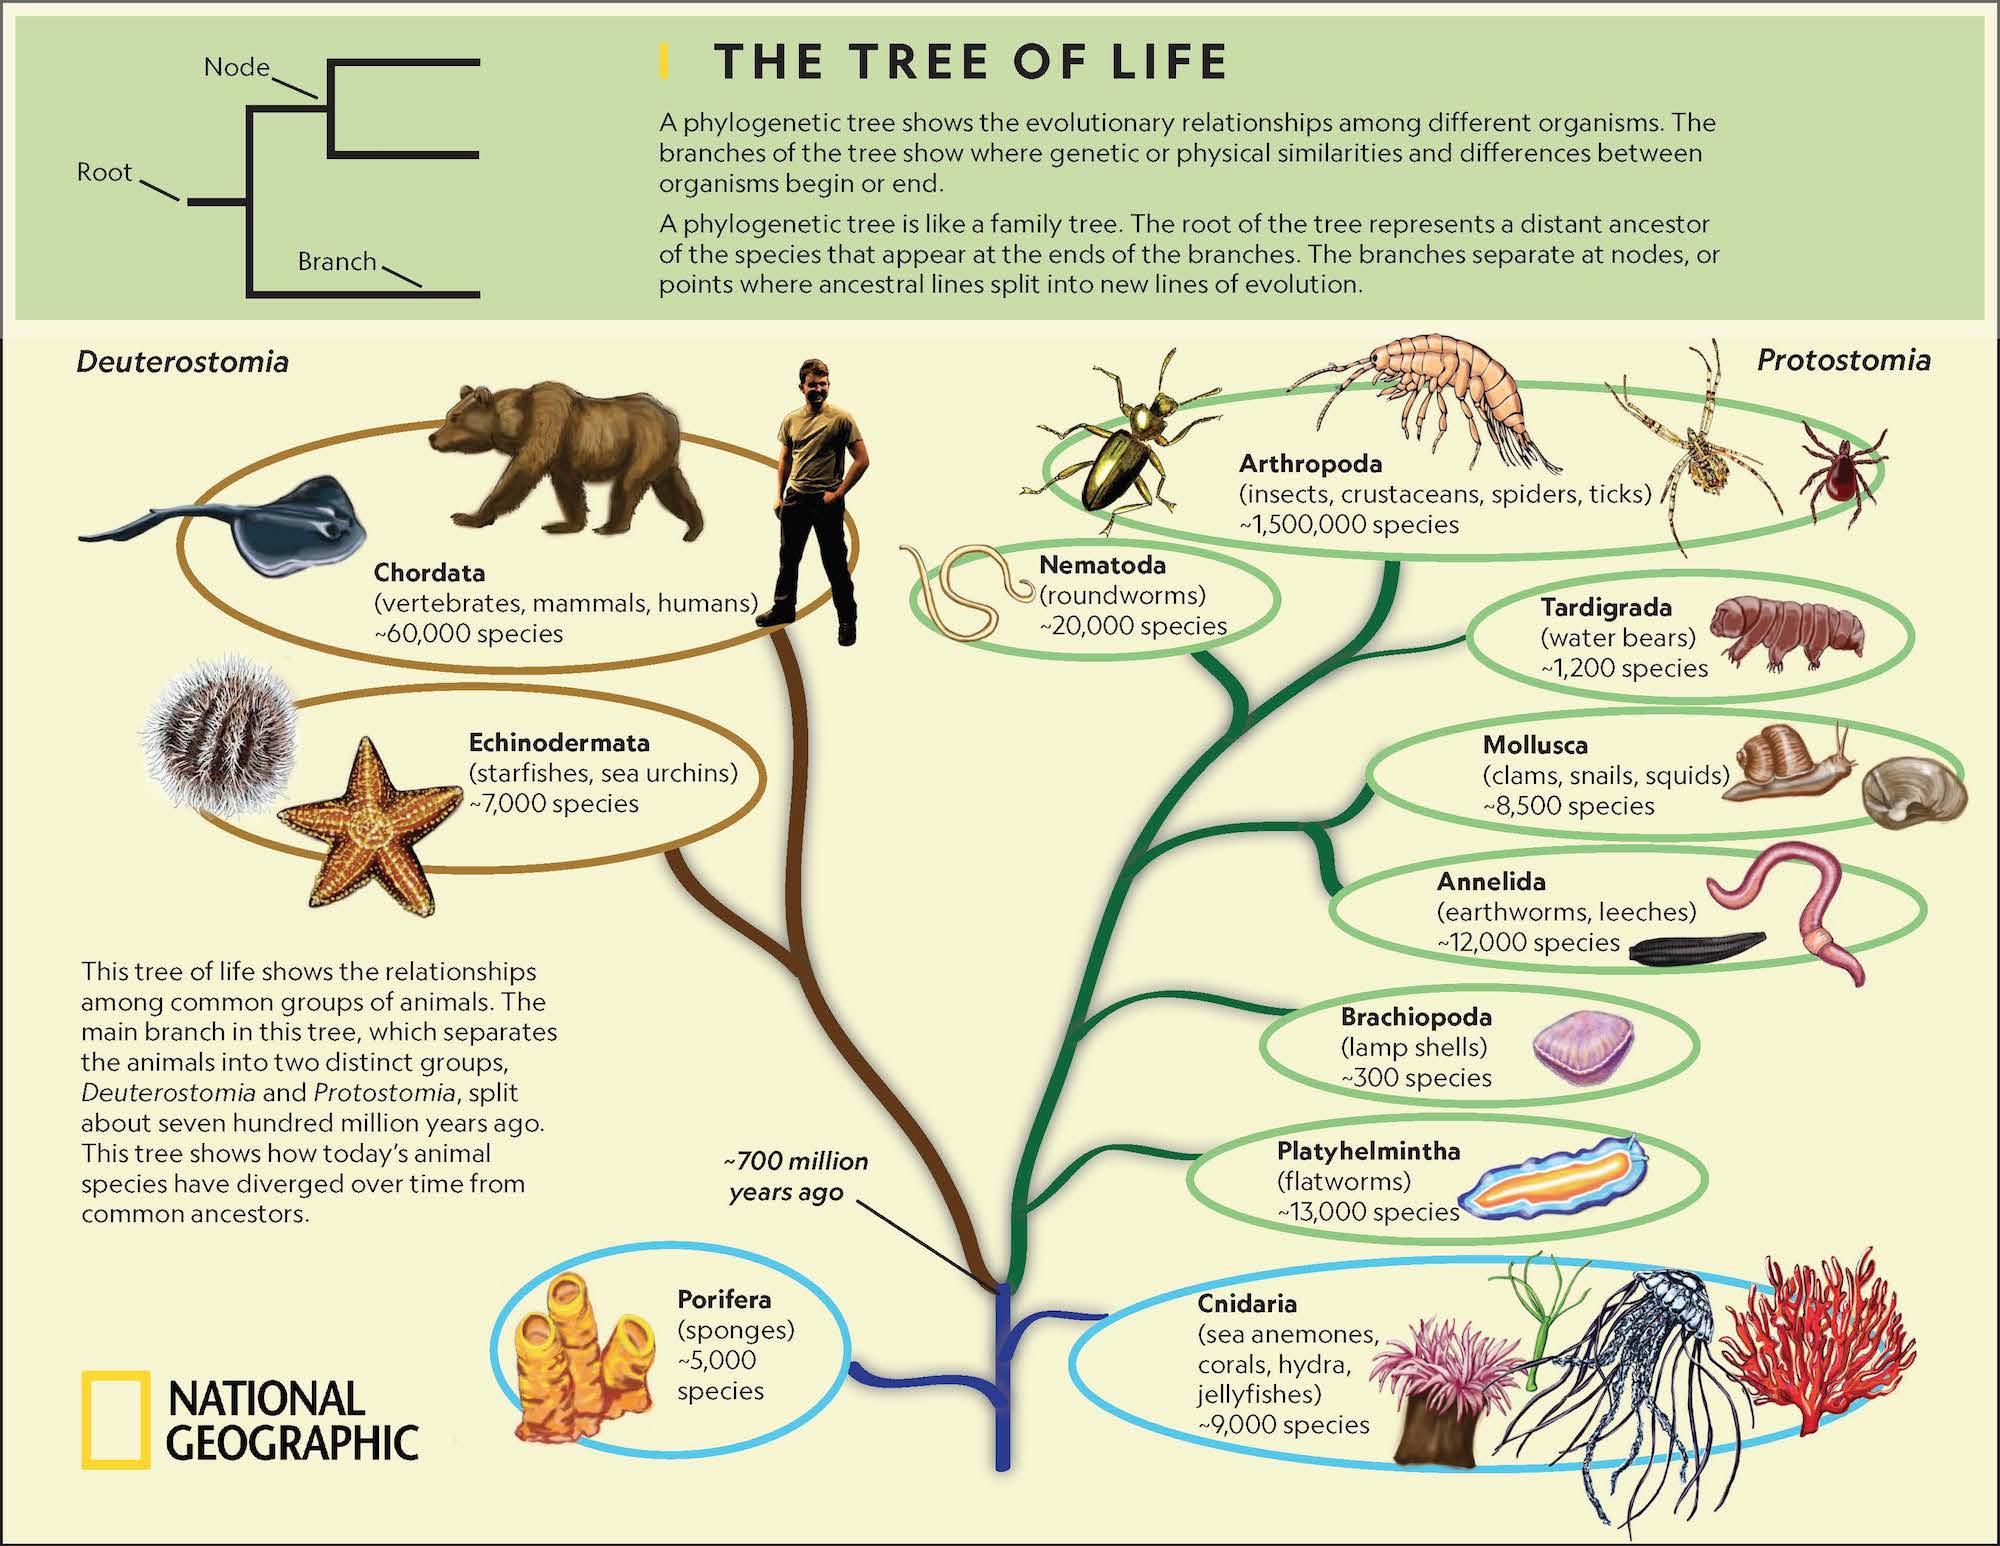 Node
Root
Branch
THE TREE OF LIFE
A phylogenetic tree shows the evolutionary relationships among different organisms. The
branches of the tree show where genetic or physical similarities and differences between
organisms begin or end.
A phylogenetic tree is like a family tree. The root of the tree represents a distant ancestor
of the species that appear at the ends of the branches. The branches separate at nodes, or
points where ancestral lines split into new lines of evolution.
Deuterostomia
Protostomia
Chordata
(vertebrates, mammals, humans)
~60,000 species
Echinodermata
(starfishes, sea urchins)
~7,000 species
Arthropoda
(insects, crustaceans, spiders, ticks)
~1,500,000 species
Nematoda
(roundworms)
~20,000 species
Tardigrada
(water bears)
~1,200 species
Mollusca
(clams, snails, squids)
~8,500 species
Annelida
(earthworms, leeches)
~12,000 species
Brachiopoda
(lamp shells)
~300 species
Platyhelmintha
(flatworms)
~13,000 species
This tree of life shows the relationships
among common groups of animals. The
main branch in this tree, which separates
the animals into two distinct groups,
Deuterostomia and Protostomia, split
about seven hundred million years ago.
This tree shows how today's animal
species have diverged over time from
common ancestors.
~700 million
years ago
Porifera
(sponges)
~5,000
species
Cnidaria
(sea anemones,
corals, hydra,
jellyfishes)
~9,000 species
NATIONAL
GEOGRAPHIC